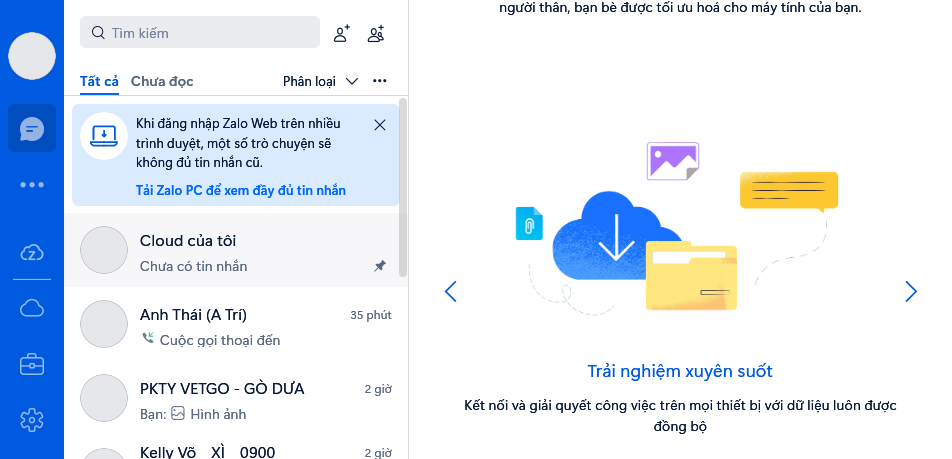 Tìm kiếm
Tất cả
Chưa đọc
Phân loại
Khi đăng nhập Zalo Web trên nhiều
trình duyệt, một số trò chuyện sẽ
không đủ tin nhắn cũ.
Tải Zalo PC để xem đầy đủ tin nhắn
Cloud của tôi
Chưa có tin nhắn
Anh Thái (A Trí)
35 phút
Cuộc gọi thoại đến
PKTY VETGO - GÒ DƯA
2 giờ
Bạn: Hình ảnh
Kelly Võ _ XÌ _ 0900
2 giờ
người thân, bạn bè được tối ưu hoá cho máy tính của bạn.
Trải nghiệm xuyên suốt
Kết nối và giải quyết công việc trên mọi thiết bị với dữ liệu luôn được
đồng bộ